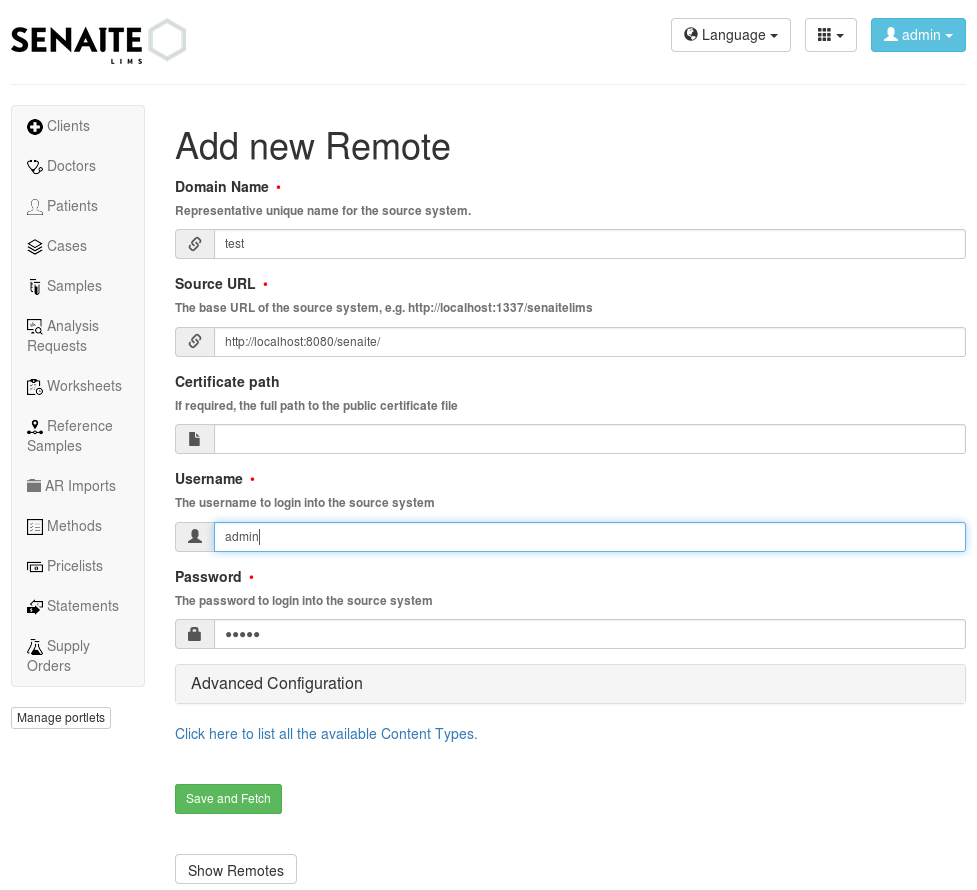 SENAITE
LIMS
Language
admin
Clients
Doctors
Patients
Cases
Samples
Analysis
Requests
Worksheets
Reference
Samples
AR Imports
Methods
Pricelists
Statements
Supply
Orders
Manage portlets
Add new Remote
Domain Name •
Representative unique name for the source system.
test
Source URL •
The base URL of the source system, e.g. http://localhost:1337/senaitelims
http://localhost:8080/senaite/
Certificate path
If required, the full path to the public certificate file
Username •
The username to login into the source system
admin
Password •
The password to login into the source system
•••••
Advanced Configuration
Click here to list all the available Content Types.
Save and Fetch
Show Remotes